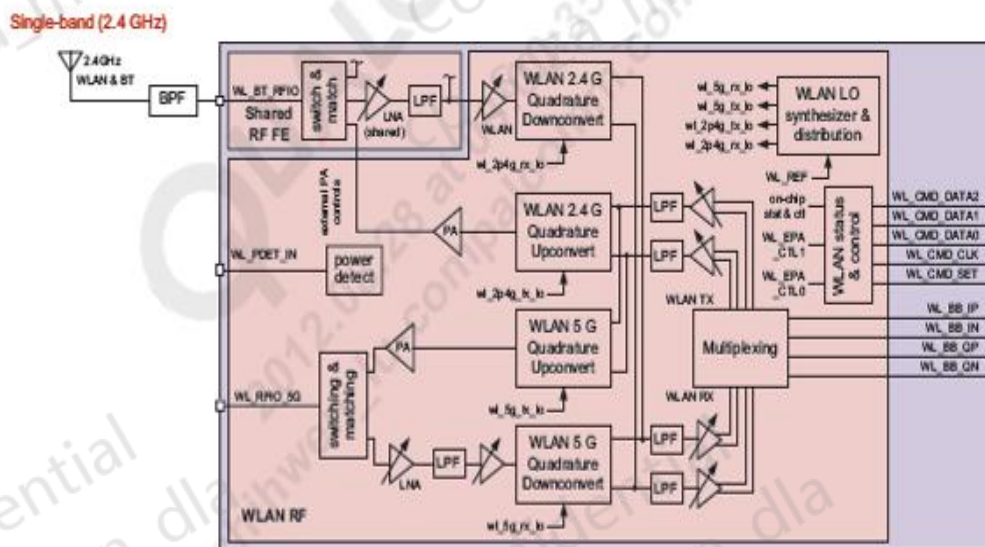 Single-band (2.4 GHz)
2.4GHz
WLAN & BT
BPF
WL_BT_RFIO
Shared
RF FE
switch &
match
LNA
(shared)
LPF
WLAN
WLAN 2.4 G
Quadrature
Downconvert
wl_2p4g_rx_lo
wl_5g_rx_lo
wl_5g_tx_lo
wl_2p4g_tx_lo
wl_2p4g_rx_lo
WLAN LO
synthesizer &
distribution
WL_REF
external PA
controls
PA
WLAN 2.4 G
Quadrature
Upconvert
wl_2p4g_tx_lo
LPF
LPF
WLAN TX
on-chip
stat & ctl
WL_EPA
_CTL1
WL_EPA
_CTL0
WLAN status
& control
WL_CMD_DATA2
WL_CMD_DATA1
WL_CMD_DATA0
WL_CMD_CLK
WL_CMD_SET
WL_PDET_IN
power
detect
WL_BB_IP
WL_BB_IN
WL_BB_QP
WL_BB_QN
Multiplexing
PA
WLAN 5 G
Quadrature
Upconvert
wl_5g_tx_lo
WL_RFIO_5G
switching &
matching
WLAN RX
LNA
LPF
WLAN 5 G
Quadrature
Downconvert
wl_5g_rx_lo
LPF
LPF
WLAN RF